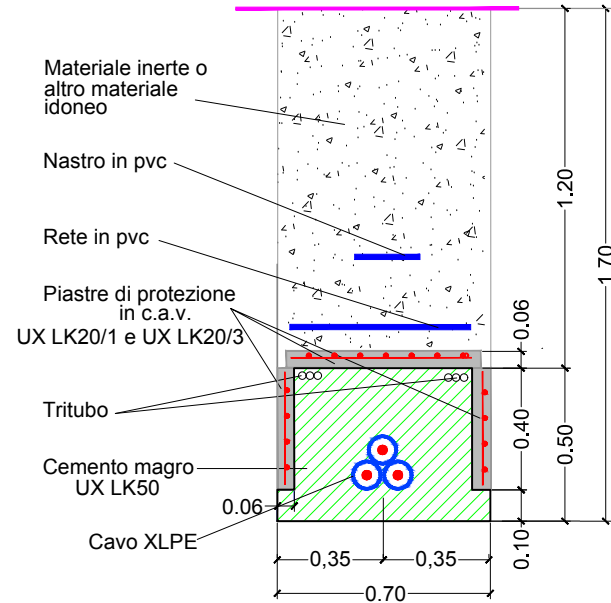 Materiale inerte o
altro materiale
idoneo
Nastro in pvc
Rete in pvc
Piastre di protezione
in c.a.v.
UX LK20/1 e UX LK20/3
Tritubo
Cemento magro
UX LK50
Cavo XLPE
1.20
1.70
0.06
0.40
0.50
0.10
0.06
0,35
0,35
0.70